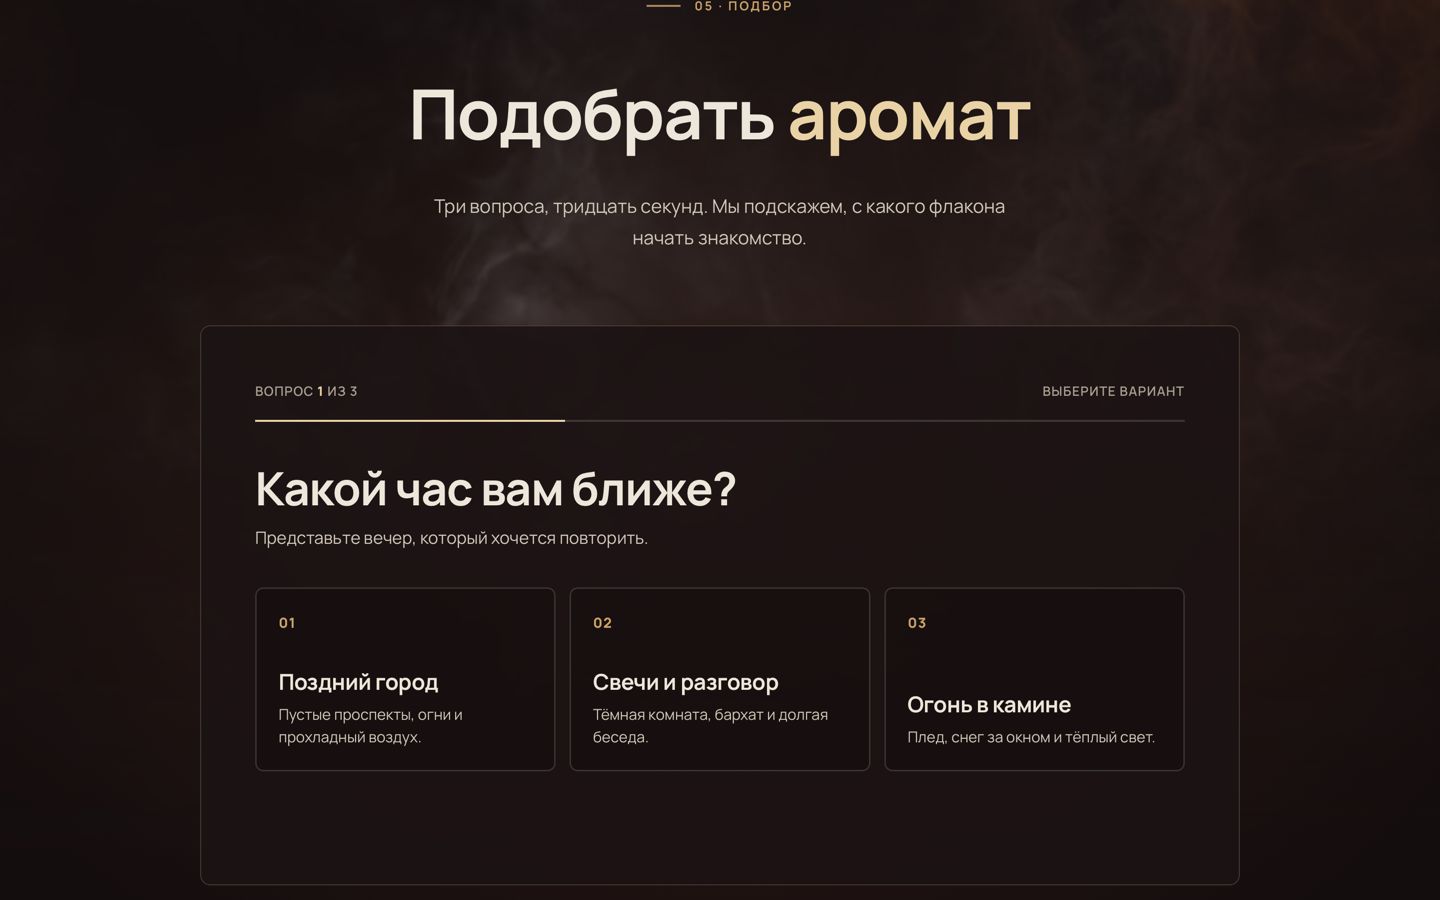 05 · ПОДБОР
Подобрать аромат
Три вопроса, тридцать секунд. Мы подскажем, с какого флакона
начать знакомство.
ВОПРОС 1 ИЗ 3
ВЫБЕРИТЕ ВАРИАНТ
Какой час вам ближе?
Представьте вечер, который хочется повторить.
01
Поздний город
Пустые проспекты, огни и
прохладный воздух.
02
Свечи и разговор
Тёмная комната, бархат и долгая
беседа.
03
Огонь в камине
Плед, снег за окном и тёплый свет.